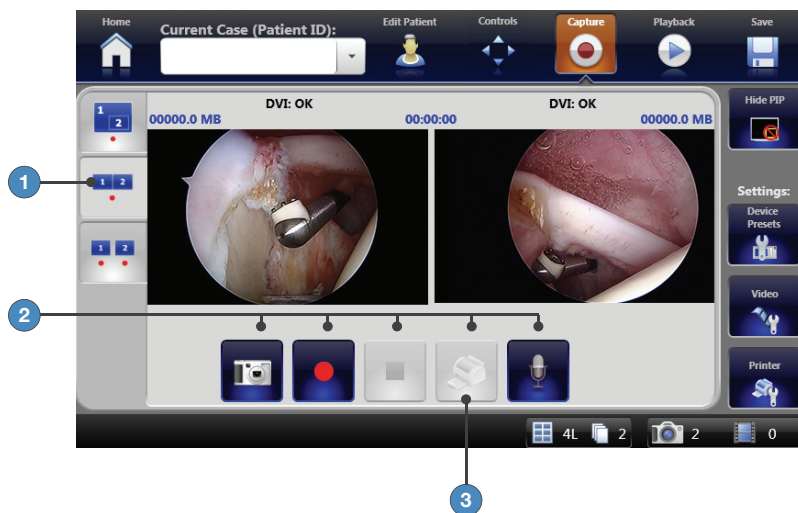 Home
Current Case (Patient ID):
Edit Patient
Controls
Capture
Playback
Save
1
2
DVI: OK
DVI: OK
00000.0 MB
00:00:00
00000.0 MB
Hide PIP
1
1 2
Settings:
Device
Presets
1 2
2
Video
Printer
3
4L
2
2
0